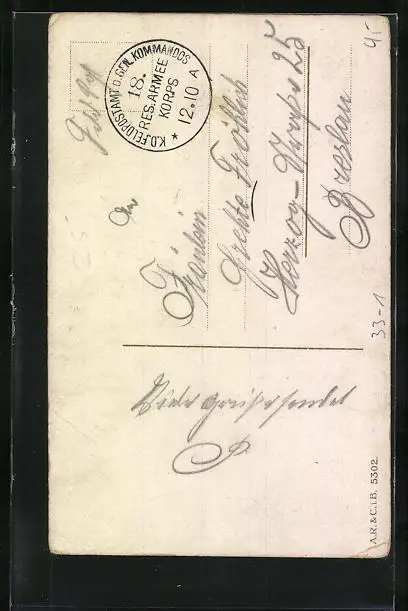 Feldpost
K.D. FELDPOSTAMT D. GEN. KOMMANDOS
18.
RES. ARMEE
KORPS
12.10 A
An
Fräulein
Grete Fröhlich
Herzog-Straße 25
Breslau
Viele Grüße sendet
33-1
A.R. & C.i.B. 5302.